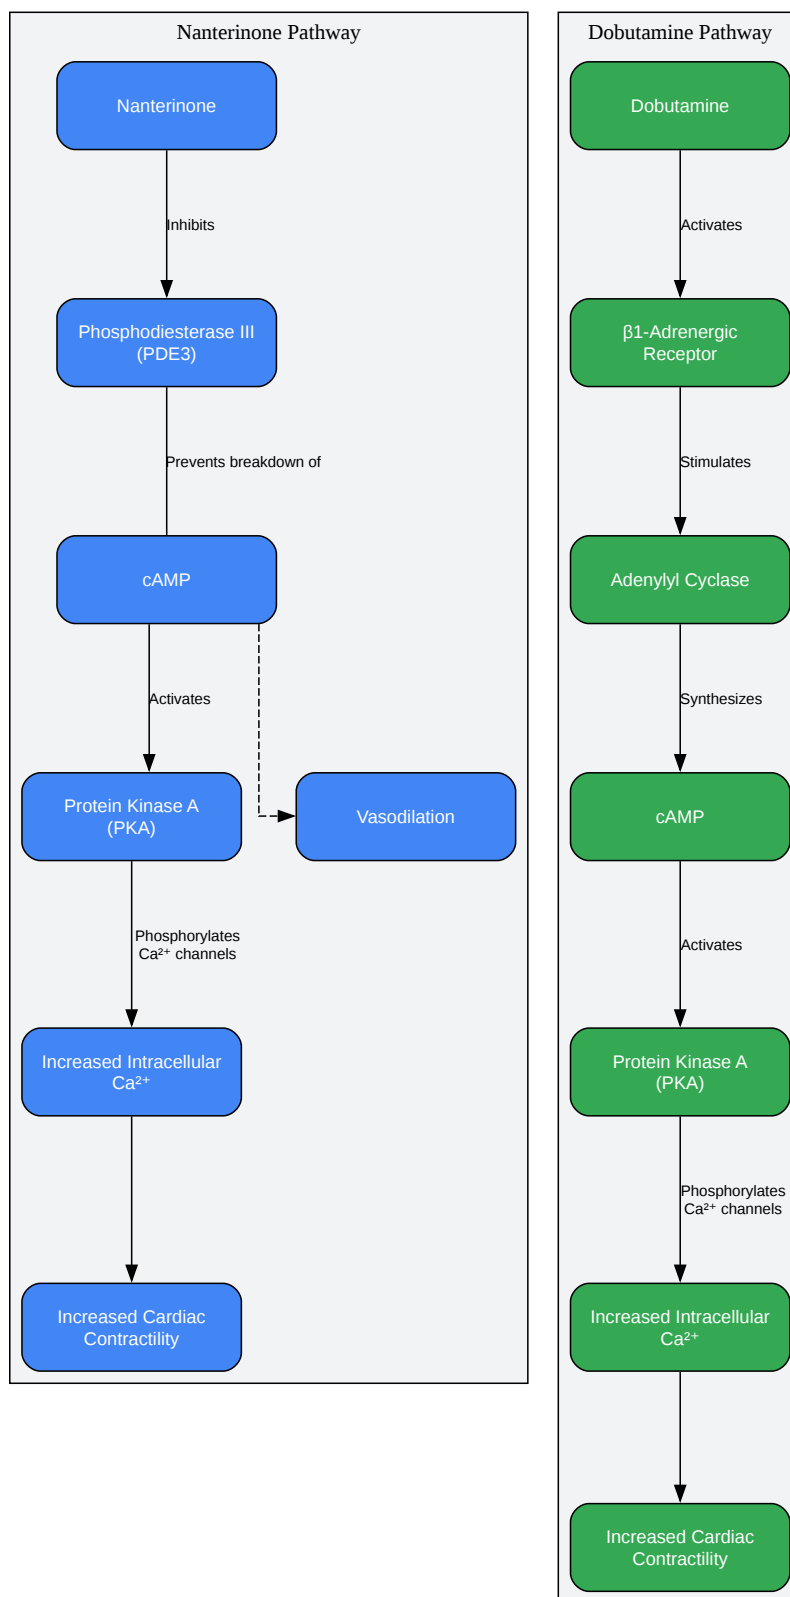 Nanterinone Pathway
Nanterinone
Inhibits
Phosphodiesterase III
(PDE3)
Prevents breakdown of
cAMP
Activates
Protein Kinase A
(PKA)
Vasodilation
Phosphorylates
Ca²⁺ channels
Increased Intracellular
Ca²⁺
Increased Cardiac
Contractility
Dobutamine Pathway
Dobutamine
Activates
β1-Adrenergic
Receptor
Stimulates
Adenylyl Cyclase
Synthesizes
cAMP
Activates
Protein Kinase A
(PKA)
Phosphorylates
Ca²⁺ channels
Increased Intracellular
Ca²⁺
Increased Cardiac
Contractility